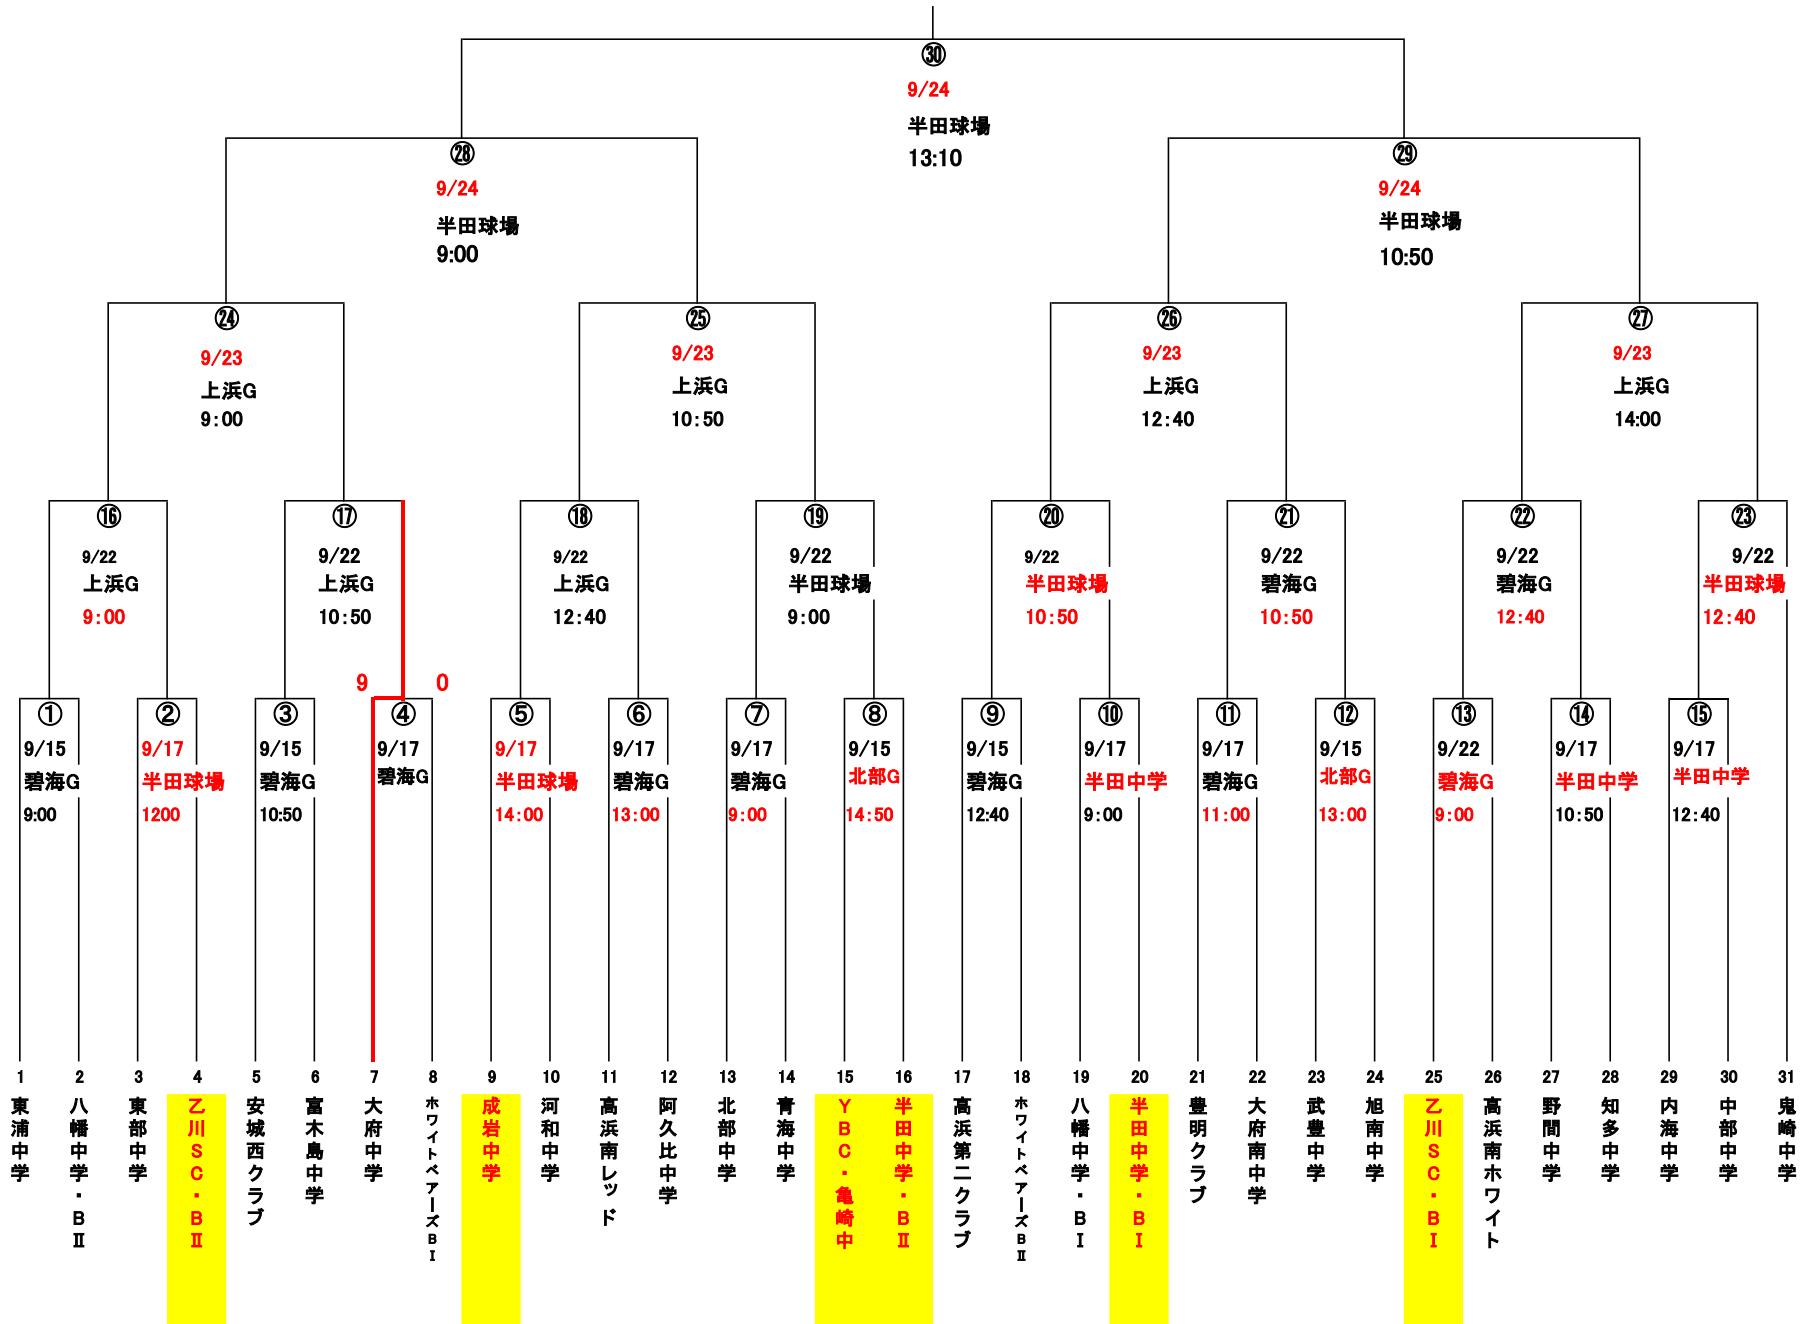 ㉚
9/24
半田球場
13:10
㉘
9/24
半田球場
9:00
㉙
9/24
半田球場
10:50
㉔
9/23
上浜G
9:00
㉕
9/23
上浜G
10:50
㉖
9/23
上浜G
12:40
㉗
9/23
上浜G
14:00
⑯
9/22
上浜G
9:00
⑰
9/22
上浜G
10:50
⑱
9/22
上浜G
12:40
⑲
9/22
半田球場
9:00
⑳
9/22
半田球場
10:50
㉑
9/22
碧海G
10:50
㉒
9/22
碧海G
12:40
㉓
9/22
半田球場
12:40
9 0
①
9/15
碧海G
9:00
②
9/17
半田球場
1200
③
9/15
碧海G
10:50
④
9/17
碧海G
⑤
9/17
半田球場
14:00
⑥
9/17
碧海G
13:00
⑦
9/17
碧海G
9:00
⑧
9/15
北部G
14:50
⑨
9/15
碧海G
12:40
⑩
9/17
半田中学
9:00
⑪
9/17
碧海G
11:00
⑫
9/15
北部G
13:00
⑬
9/22
碧海G
9:00
⑭
9/17
半田中学
10:50
⑮
9/17
半田中学
12:40
1
東浦中学
2
八幡中学・BⅡ
3
東部中学
4
乙川SC・BⅡ
5
安城西クラブ
6
富木島中学
7
大府中学
8
ホワイトベアーズBⅠ
9
成岩中学
10
河和中学
11
高浜南レッド
12
阿久比中学
13
北部中学
14
青海中学
15
YBC・亀崎中
16
半田中学・BⅡ
17
高浜第二クラブ
18
ホワイトベアーズBⅡ
19
八幡中学・BⅠ
20
半田中学・BⅠ
21
豊明クラブ
22
大府南中学
23
武豊中学
24
旭南中学
25
乙川SC・BⅠ
26
高浜南ホワイト
27
野間中学
28
知多中学
29
内海中学
30
中部中学
31
鬼崎中学